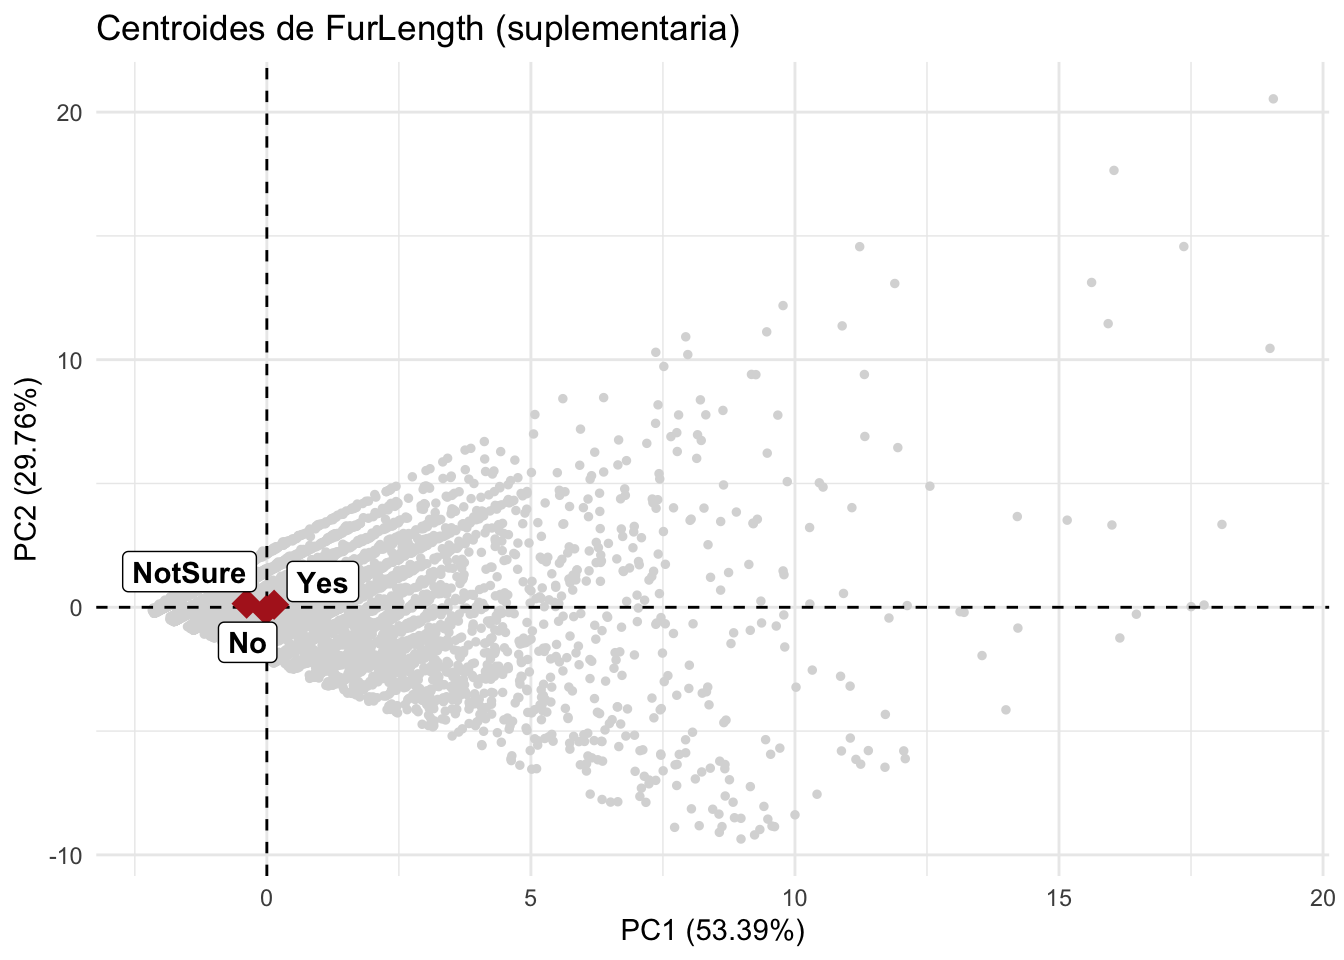 Centroides de FurLength (suplementaria)
PC2 (29.76%)
20
10
0
-10
NotSure
Yes
No
0
5
10
15
20
PC1 (53.39%)